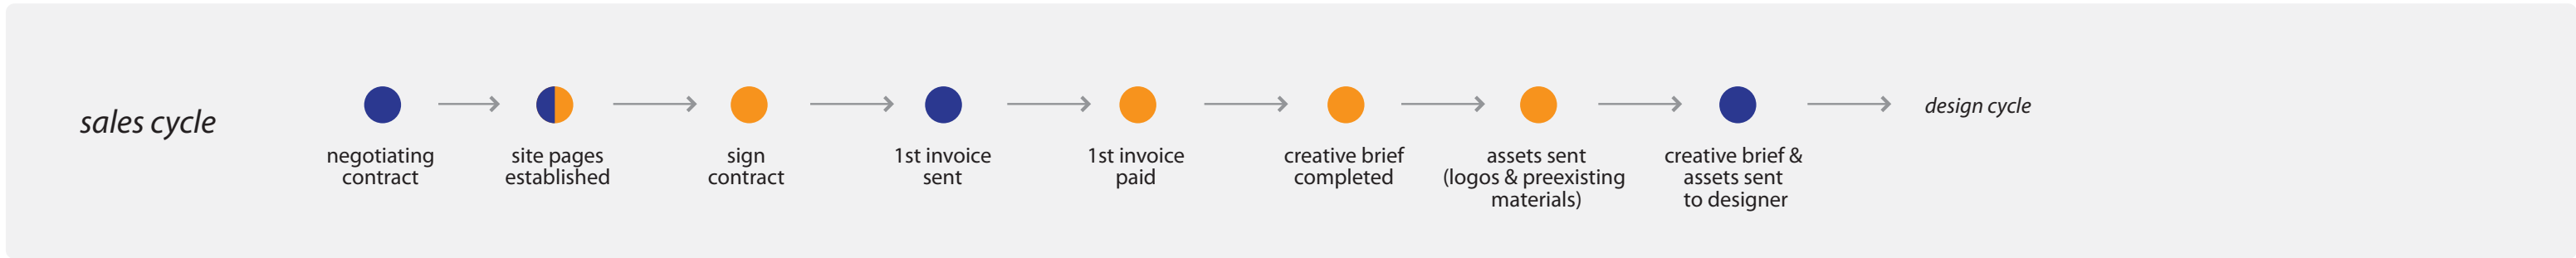 sales cycle
negotiating
contract
site pages
established
sign
contract
1st invoice
sent
1st invoice
paid
creative brief
completed
assets sent
(logos & preexisting
materials)
creative brief &
assets sent
to designer
design cycle